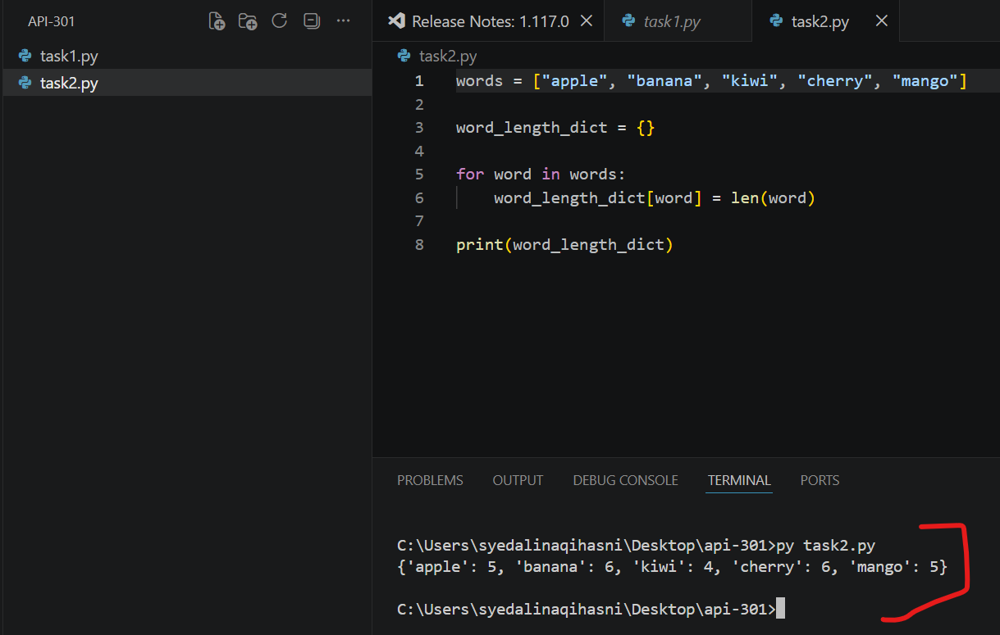 API-301
task1.py
task2.py
Release Notes: 1.117.0
task1.py
task2.py
task2.py
1 words = ["apple", "banana", "kiwi", "cherry", "mango"]
2
3 word_length_dict = {}
4
5 for word in words:
6     word_length_dict[word] = len(word)
7
8 print(word_length_dict)
PROBLEMS OUTPUT DEBUG CONSOLE TERMINAL PORTS
C:\Users\syedalinaqihasni\Desktop\api-301>py task2.py
{'apple': 5, 'banana': 6, 'kiwi': 4, 'cherry': 6, 'mango': 5}
C:\Users\syedalinaqihasni\Desktop\api-301>